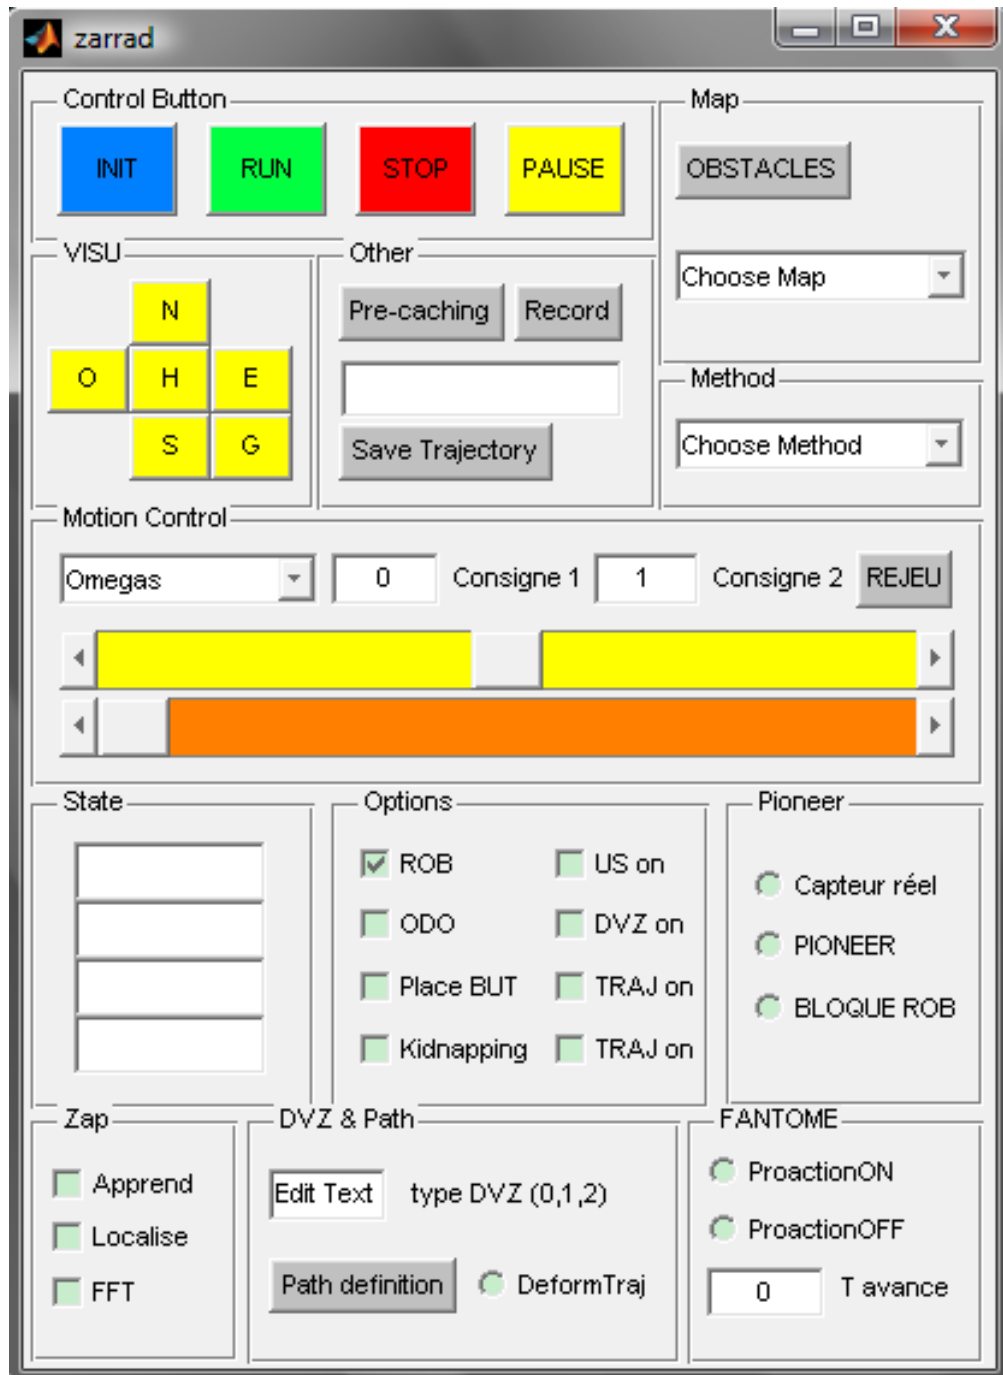 zarrad
Control Button
INIT
RUN
STOP
PAUSE
Map
OBSTACLES
Choose Map
VISU
N
O
H
E
S
G
Other
Pre-caching
Record
Save Trajectory
Method
Choose Method
Motion Control
Omegas
0
Consigne 1
1
Consigne 2
REJEU
State
Options
ROB
US on
ODO
DVZ on
Place BUT
TRAJ on
Kidnapping
TRAJ on
Pioneer
Capteur réel
PIONEER
BLOQUE ROB
Zap
Apprend
Localise
FFT
DVZ & Path
Edit Text
type DVZ (0,1,2)
Path definition
DeformTraj
FANTOME
ProactionON
ProactionOFF
0
T avance